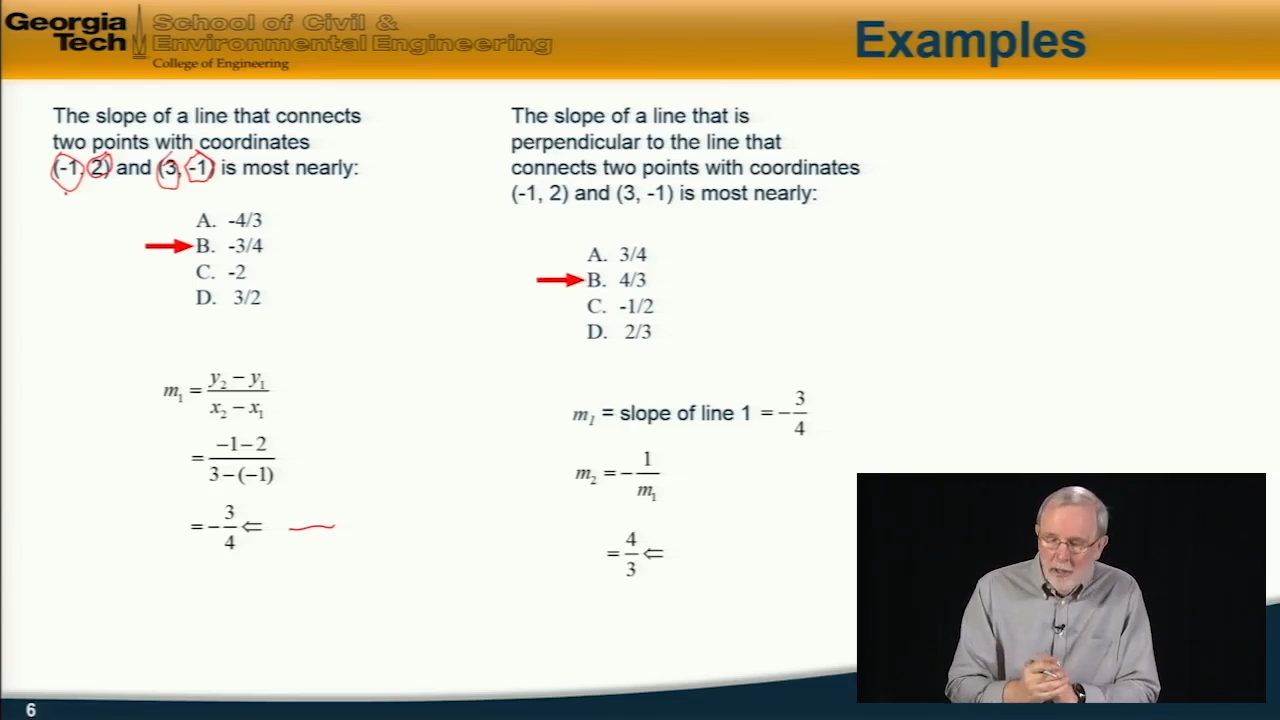 Georgia Tech
School of Civil &
Environmental Engineering
College of Engineering
Examples
The slope of a line that connects
two points with coordinates
(-1, 2) and (3, -1) is most nearly:
A. -4/3
B. -3/4
C. -2
D. 3/2
m₁ = (y₂ − y₁)/(x₂ − x₁)
= (−1−2)/(3−(−1))
= −3/4 ⇐
The slope of a line that is
perpendicular to the line that
connects two points with coordinates
(-1, 2) and (3, -1) is most nearly:
A. 3/4
B. 4/3
C. -1/2
D. 2/3
m₁ = slope of line 1 = −3/4
m₂ = −1/m₁
= 4/3 ⇐
6